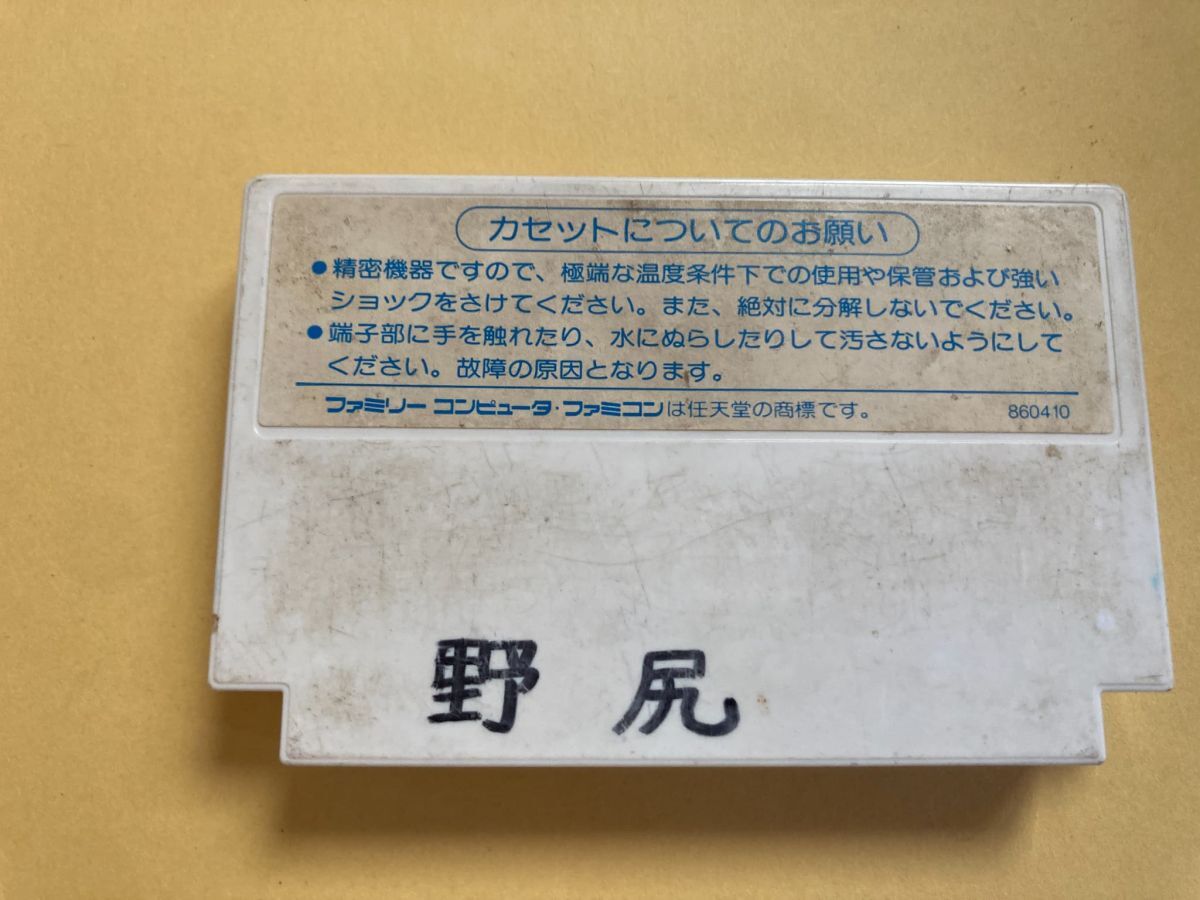 カセットについてのお願い
●精密機器ですので、極端な温度条件下での使用や保管および強い
ショックをさけてください。また、絶対に分解しないでください。
●端子部に手を触れたり、水にぬらしたりして汚さないようにして
ください。故障の原因となります。
ファミリーコンピュータ・ファミコンは任天堂の商標です。 860410
野尻